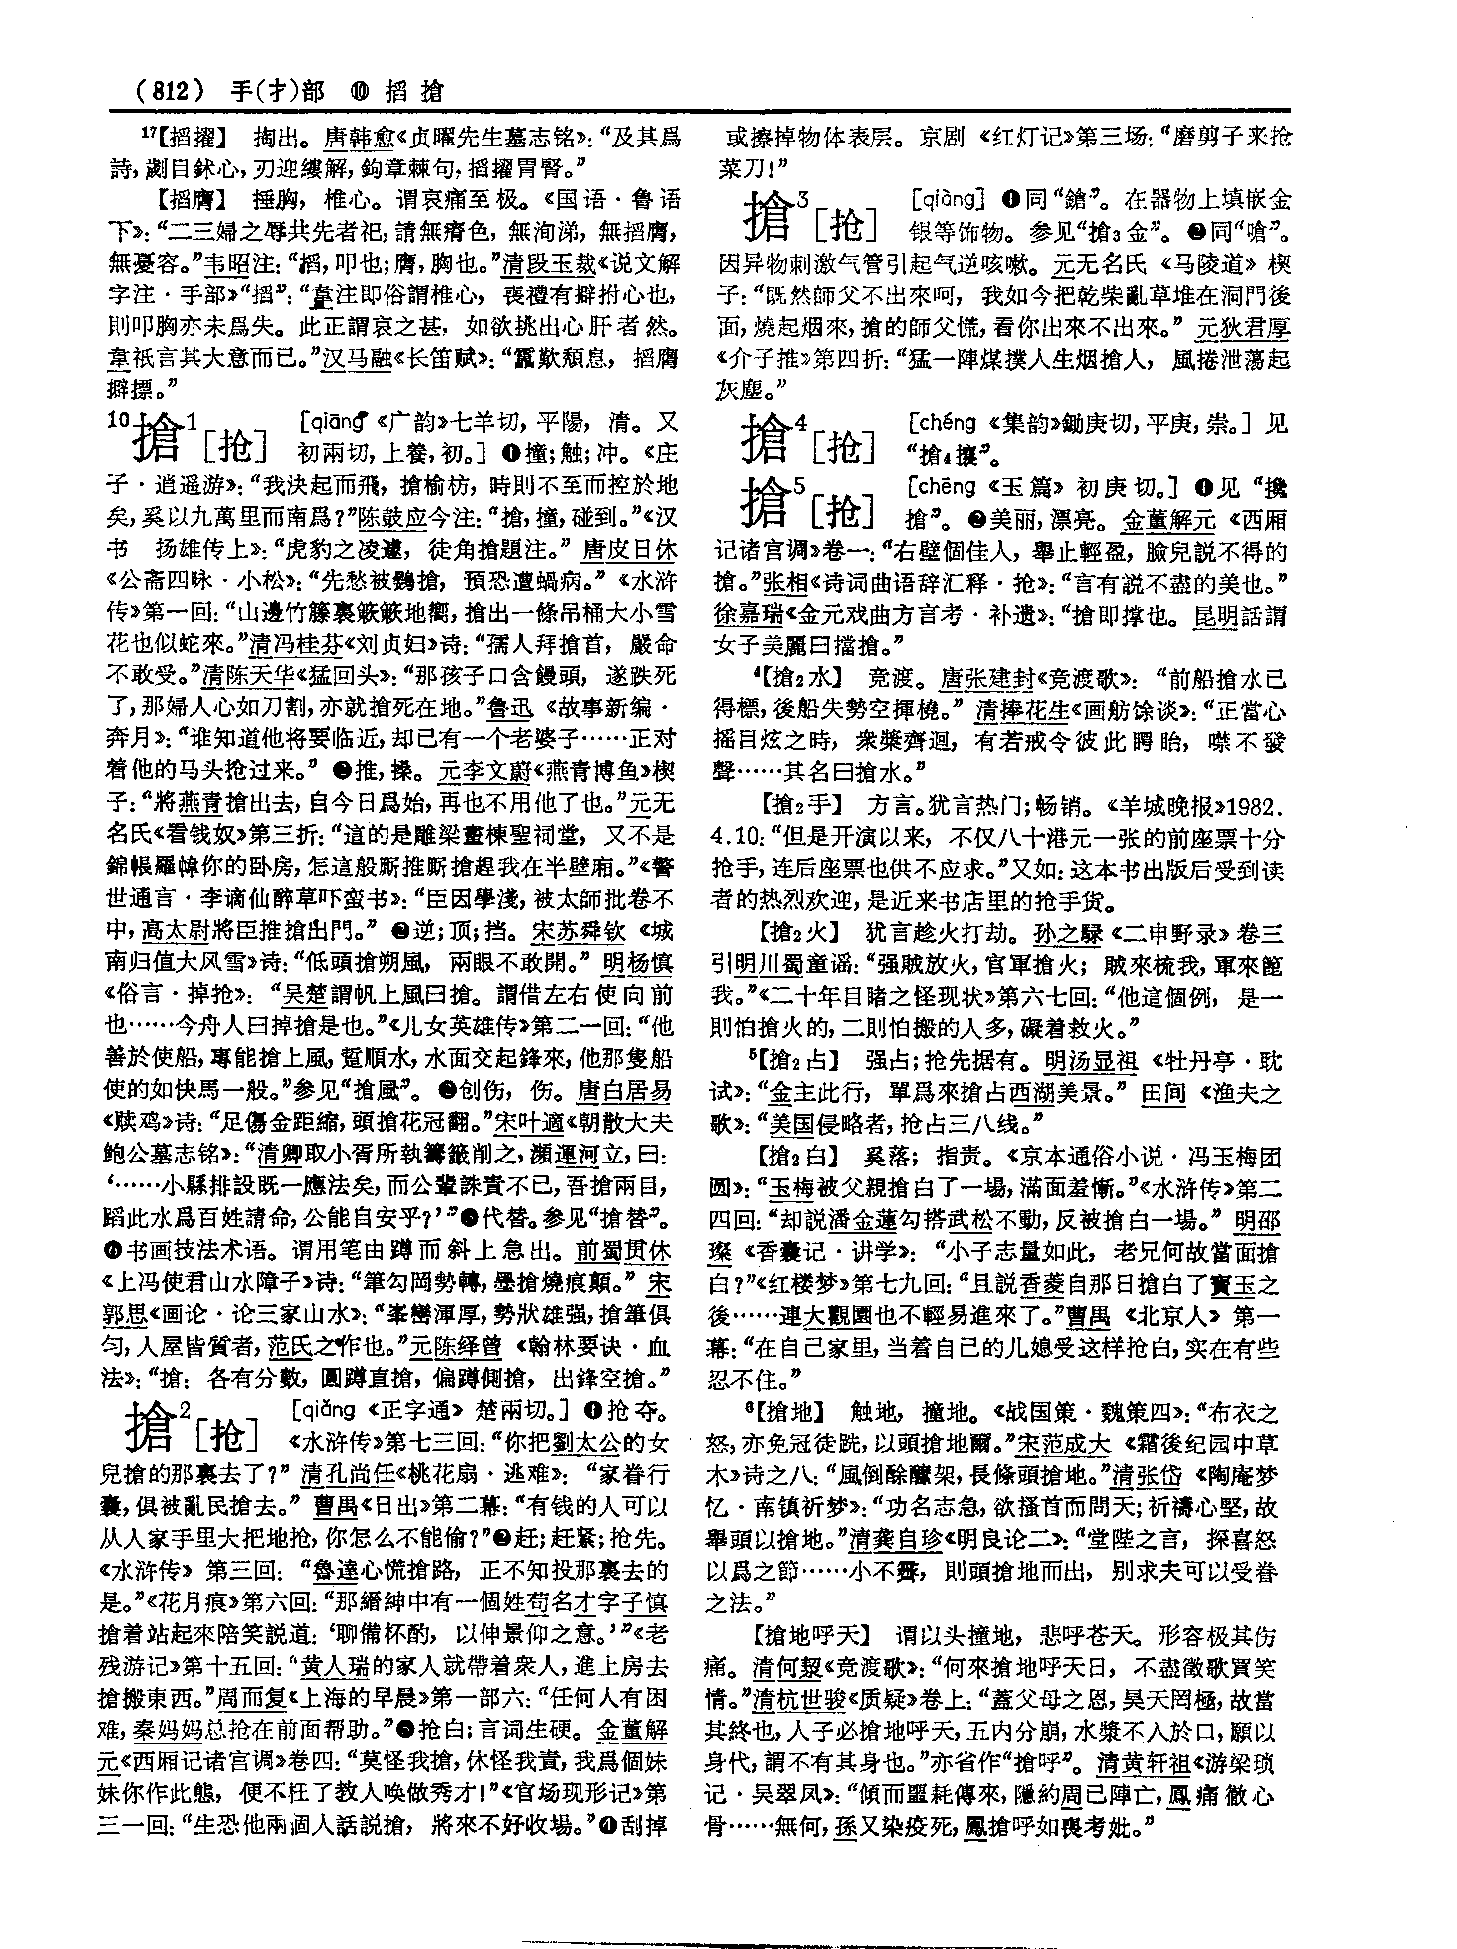 (812) 手(扌)部 ⑩ 搯 搶
17【搯擢】 掏出。唐韩愈《贞曜先生墓志铭》：“及其爲
詩，劌目鉥心，刃迎縷解，鈎章棘句，搯擢胃腎。”
【搯膺】 捶胸，椎心。谓哀痛至极。《国语·鲁语
下》：“二三婦之辱共先者祀，請無瘠色，無洵涕，無搯膺，
無憂容。”韦昭注：“搯，叩也；膺，胸也。”清段玉裁《说文解
字注·手部》“搯”：“韋注即俗謂椎心，喪禮有擗拊心也，
則叩胸亦未爲失。此正謂哀之甚，如欲挑出心肝者然。
韋衹言其大意而已。”汉马融《长笛赋》：“靁歎頽息，搯膺
擗摽。”
10搶1［抢］ ［qiāng《广韵》七羊切，平陽，清。又
初兩切，上養，初。］❶撞；触；冲。《庄
子·逍遥游》：“我决起而飛，搶榆枋，時則不至而控於地
矣，奚以九萬里而南爲？”陈鼓应今注：“搶，撞，碰到。”《汉
书 扬雄传上》：“虎豹之凌遽，徒角搶題注。”唐皮日休
《公斋四咏·小松》：“先愁被鷃搶，預恐遭蝸病。”《水浒
传》第一回：“山邊竹籐裏簌簌地響，搶出一條吊桶大小雪
花也似蛇來。”清冯桂芬《刘贞妇》诗：“孺人拜搶首，嚴命
不敢受。”清陈天华《猛回头》：“那孩子口含饅頭，遂跌死
了，那婦人心如刀割，亦就搶死在地。”鲁迅《故事新编·
奔月》：“谁知道他将要临近，却已有一个老婆子……正对
着他的马头抢过来。”❷推，搡。元李文蔚《燕青博鱼》楔
子：“將燕青搶出去，自今日爲始，再也不用他了也。”元无
名氏《看钱奴》第三折：“這的是雕梁畫棟聖祠堂，又不是
錦帳羅幃你的卧房，怎這般厮推厮搶趕我在半壁廂。”《警
世通言·李谪仙醉草吓蛮书》：“臣因學淺，被太師批卷不
中，高太尉將臣推搶出門。”❸逆；顶；挡。宋苏舜钦《城
南归值大风雪》诗：“低頭搶朔風，兩眼不敢開。”明杨慎
《俗言·掉抢》：“吴楚謂帆上風曰搶。謂借左右使向前
也……今舟人曰掉搶是也。”《儿女英雄传》第二一回：“他
善於使船，專能搶上風，踅順水，水面交起鋒來，他那隻船
使的如快馬一般。”参见“搶風”。❹创伤，伤。唐白居易
《赎鸡》诗：“足傷金距縮，頭搶花冠翻。”宋叶適《朝散大夫
鲍公墓志铭》：“清卿取小胥所執籌籤削之，瀕運河立，曰：
‘……小縣排設既一應法矣，而公輩誅責不已，吾搶兩目，
蹈此水爲百姓請命，公能自安乎？’”❺代替。参见“搶替”。
❻书画技法术语。谓用笔由蹲而斜上急出。前蜀贯休
《上冯使君山水障子》诗：“筆勾岡勢轉，墨搶燒痕顛。”宋
郭思《画论·论三家山水》：“峯巒渾厚，勢狀雄强，搶筆俱
匀，人屋皆質者，范氏之作也。”元陈绎曾《翰林要诀·血
法》：“搶：各有分數，圓蹲直搶，偏蹲側搶，出鋒空搶。”
搶2［抢］ ［qiǎng《正字通》楚兩切。］❶抢夺。
《水浒传》第七三回：“你把劉太公的女
兒搶的那裏去了？”清孔尚任《桃花扇·逃难》：“家眷行
囊，俱被亂民搶去。”曹禺《日出》第二幕：“有钱的人可以
从人家手里大把地抢，你怎么不能偷？”❷赶；赶紧；抢先。
《水浒传》第三回：“魯達心慌搶路，正不知投那裏去的
是。”《花月痕》第六回：“那縉紳中有一個姓苟名才字子慎
搶着站起來陪笑説道：‘聊備杯酌，以伸景仰之意。’”《老
残游记》第十五回：“黄人瑞的家人就帶着衆人，進上房去
搶搬東西。”周而复《上海的早晨》第一部六：“任何人有困
难，秦妈妈总抢在前面帮助。”❸抢白；言词生硬。金董解
元《西厢记诸宫调》卷四：“莫怪我搶，休怪我責，我爲個妹
妹你作此態，便不枉了教人唤做秀才！”《官场现形记》第
三一回：“生恐他兩個人話説搶，將來不好收場。”❹刮掉
或擦掉物体表层。京剧《红灯记》第三场：“磨剪子来抢
菜刀！”
搶3［抢］ ［qiàng］❶同“鎗”。在器物上填嵌金
银等饰物。参见“搶3金”。❷同“嗆”。
因异物刺激气管引起气逆咳嗽。元无名氏《马陵道》楔
子：“既然師父不出來呵，我如今把乾柴亂草堆在洞門後
面，燒起烟來，搶的師父慌，看你出來不出來。”元狄君厚
《介子推》第四折：“猛一陣煤撲人生烟搶人，風捲泄蕩起
灰塵。”
搶4［抢］ ［chéng《集韵》鋤庚切，平庚，崇。］见
“搶4攘”。
搶5［抢］ ［chēng《玉篇》初庚切。］❶见“攙
搶”。❷美丽，漂亮。金董解元《西厢
记诸宫调》卷一：“右壁個佳人，舉止輕盈，臉兒説不得的
搶。”张相《诗词曲语辞汇释·抢》：“言有説不盡的美也。”
徐嘉瑞《金元戏曲方言考·补遗》：“搶即撑也。昆明話謂
女子美麗曰擋搶。”
4【搶2水】 竞渡。唐张建封《竞渡歌》：“前船搶水已
得標，後船失勢空揮橈。”清捧花生《画舫馀谈》：“正當心
摇目炫之時，衆槳齊迴，有若戒令彼此睜眙，噤不發
聲……其名曰搶水。”
【搶2手】 方言。犹言热门；畅销。《羊城晚报》1982.
4.10：“但是开演以来，不仅八十港元一张的前座票十分
抢手，连后座票也供不应求。”又如：这本书出版后受到读
者的热烈欢迎，是近来书店里的抢手货。
【搶2火】 犹言趁火打劫。孙之騄《二申野录》卷三
引明川蜀童谣：“强賊放火，官軍搶火；賊來梳我，軍來篦
我。”《二十年目睹之怪现状》第六七回：“他這個例，是一
則怕搶火的，二則怕搬的人多，礙着救火。”
5【搶2占】 强占；抢先据有。明汤显祖《牡丹亭·耽
试》：“金主此行，單爲來搶占西湖美景。”田间《渔夫之
歌》：“美国侵略者，抢占三八线。”
【搶2白】 奚落；指责。《京本通俗小说·冯玉梅团
圆》：“玉梅被父親搶白了一場，滿面羞慚。”《水浒传》第二
四回：“却説潘金蓮勾搭武松不動，反被搶白一場。”明邵
璨《香囊记·讲学》：“小子志量如此，老兄何故當面搶
白？”《红楼梦》第七九回：“且説香菱自那日搶白了寶玉之
後……連大觀園也不輕易進來了。”曹禺《北京人》第一
幕：“在自己家里，当着自己的儿媳受这样抢白，实在有些
忍不住。”
6【搶地】 触地，撞地。《战国策·魏策四》：“布衣之
怒，亦免冠徒跣，以頭搶地爾。”宋范成大《霜後纪园中草
木》诗之八：“風倒酴醾架，長條頭搶地。”清张岱《陶庵梦
忆·南镇祈梦》：“功名志急，欲搔首而問天；祈禱心堅，故
舉頭以搶地。”清龚自珍《明良论二》：“堂陛之言，探喜怒
以爲之節……小不霽，則頭搶地而出，别求夫可以受眷
之法。”
【搶地呼天】 谓以头撞地，悲呼苍天。形容极其伤
痛。清何洯《竞渡歌》：“何來搶地呼天日，不盡徵歌買笑
情。”清杭世骏《质疑》卷上：“蓋父母之恩，昊天罔極，故當
其終也，人子必搶地呼天，五内分崩，水漿不入於口，願以
身代，謂不有其身也。”亦省作“搶呼”。清黄轩祖《游梁琐
记·吴翠凤》：“傾而噩耗傳來，隱約周已陣亡，鳳痛徹心
骨……無何，孫又染疫死，鳳搶呼如喪考妣。”